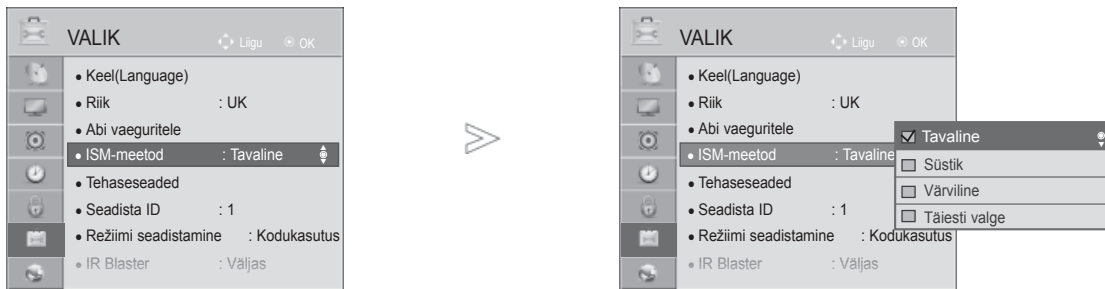 VALIK Liigu OK
• Keel(Language)
• Riik : UK
• Abi vaeguritele
• ISM-meetod : Tavaline
• Tehaseseaded
• Seadista ID : 1
• Režiimi seadistamine : Kodukasutus
• IR Blaster : Väljas
VALIK Liigu OK
• Keel(Language)
• Riik : UK
• Abi vaeguritele
• ISM-meetod : Tavaline
• Tehaseseaded
• Seadista ID : 1
• Režiimi seadistamine : Kodukasutus
• IR Blaster : Väljas
Tavaline
Süstik
Värviline
Täiesti valge